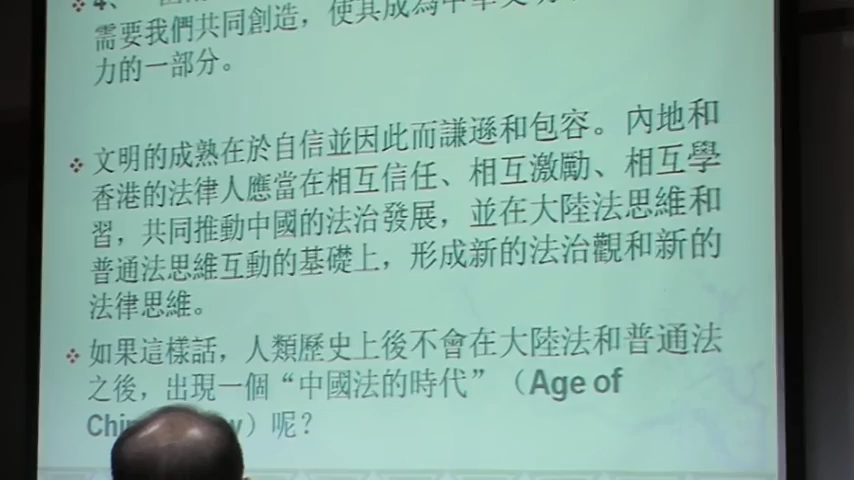 4、
需要我們共同創造，使其成為中華文明
力的一部分。
文明的成熟在於自信並因此而謙遜和包容。內地和
香港的法律人應當在相互信任、相互激勵、相互學
習，共同推動中國的法治發展，並在大陸法思維和
普通法思維互動的基礎上，形成新的法治觀和新的
法律思維。
如果這樣話，人類歷史上後不會在大陸法和普通法
之後，出現一個“中國法的時代”（Age of
）呢？